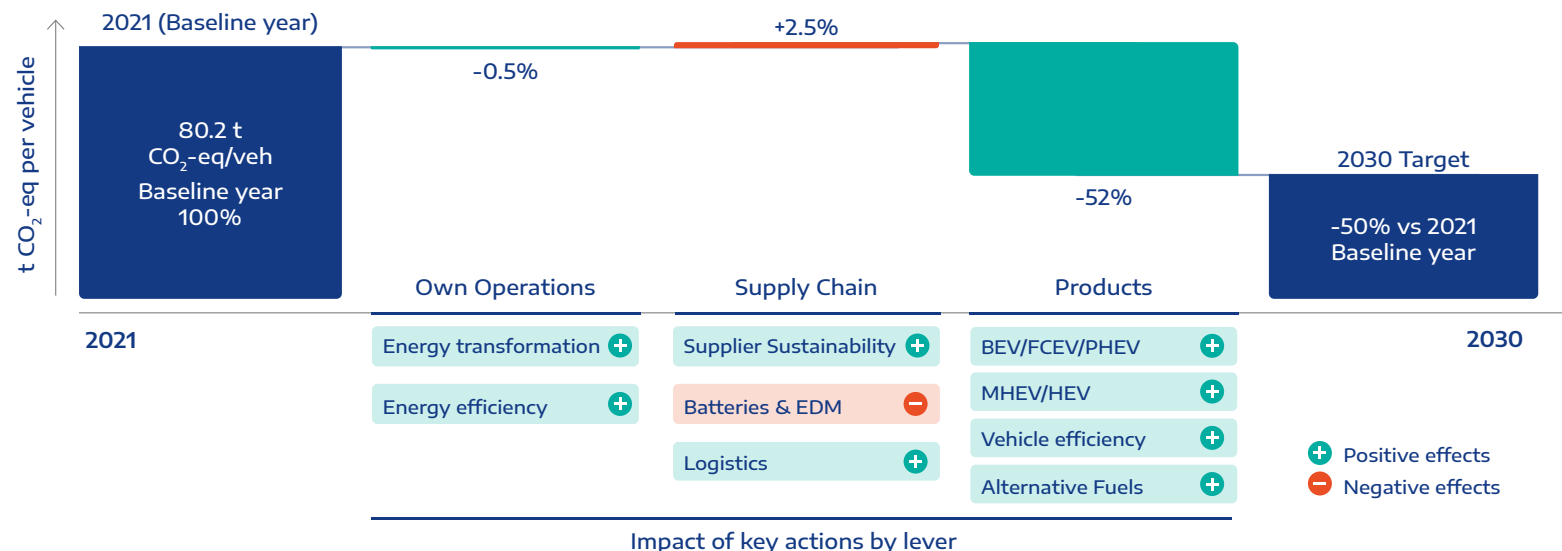 t CO₂-eq per vehicle
2021 (Baseline year)
80.2 t
CO₂-eq/veh
Baseline year
100%
-0.5%
+2.5%
-52%
2030 Target
-50% vs 2021
Baseline year
Own Operations
Supply Chain
Products
2021
2030
Energy transformation +
Energy efficiency +
Supplier Sustainability +
Batteries & EDM −
Logistics +
BEV/FCEV/PHEV +
MHEV/HEV +
Vehicle efficiency +
Alternative Fuels +
+ Positive effects
− Negative effects
Impact of key actions by lever